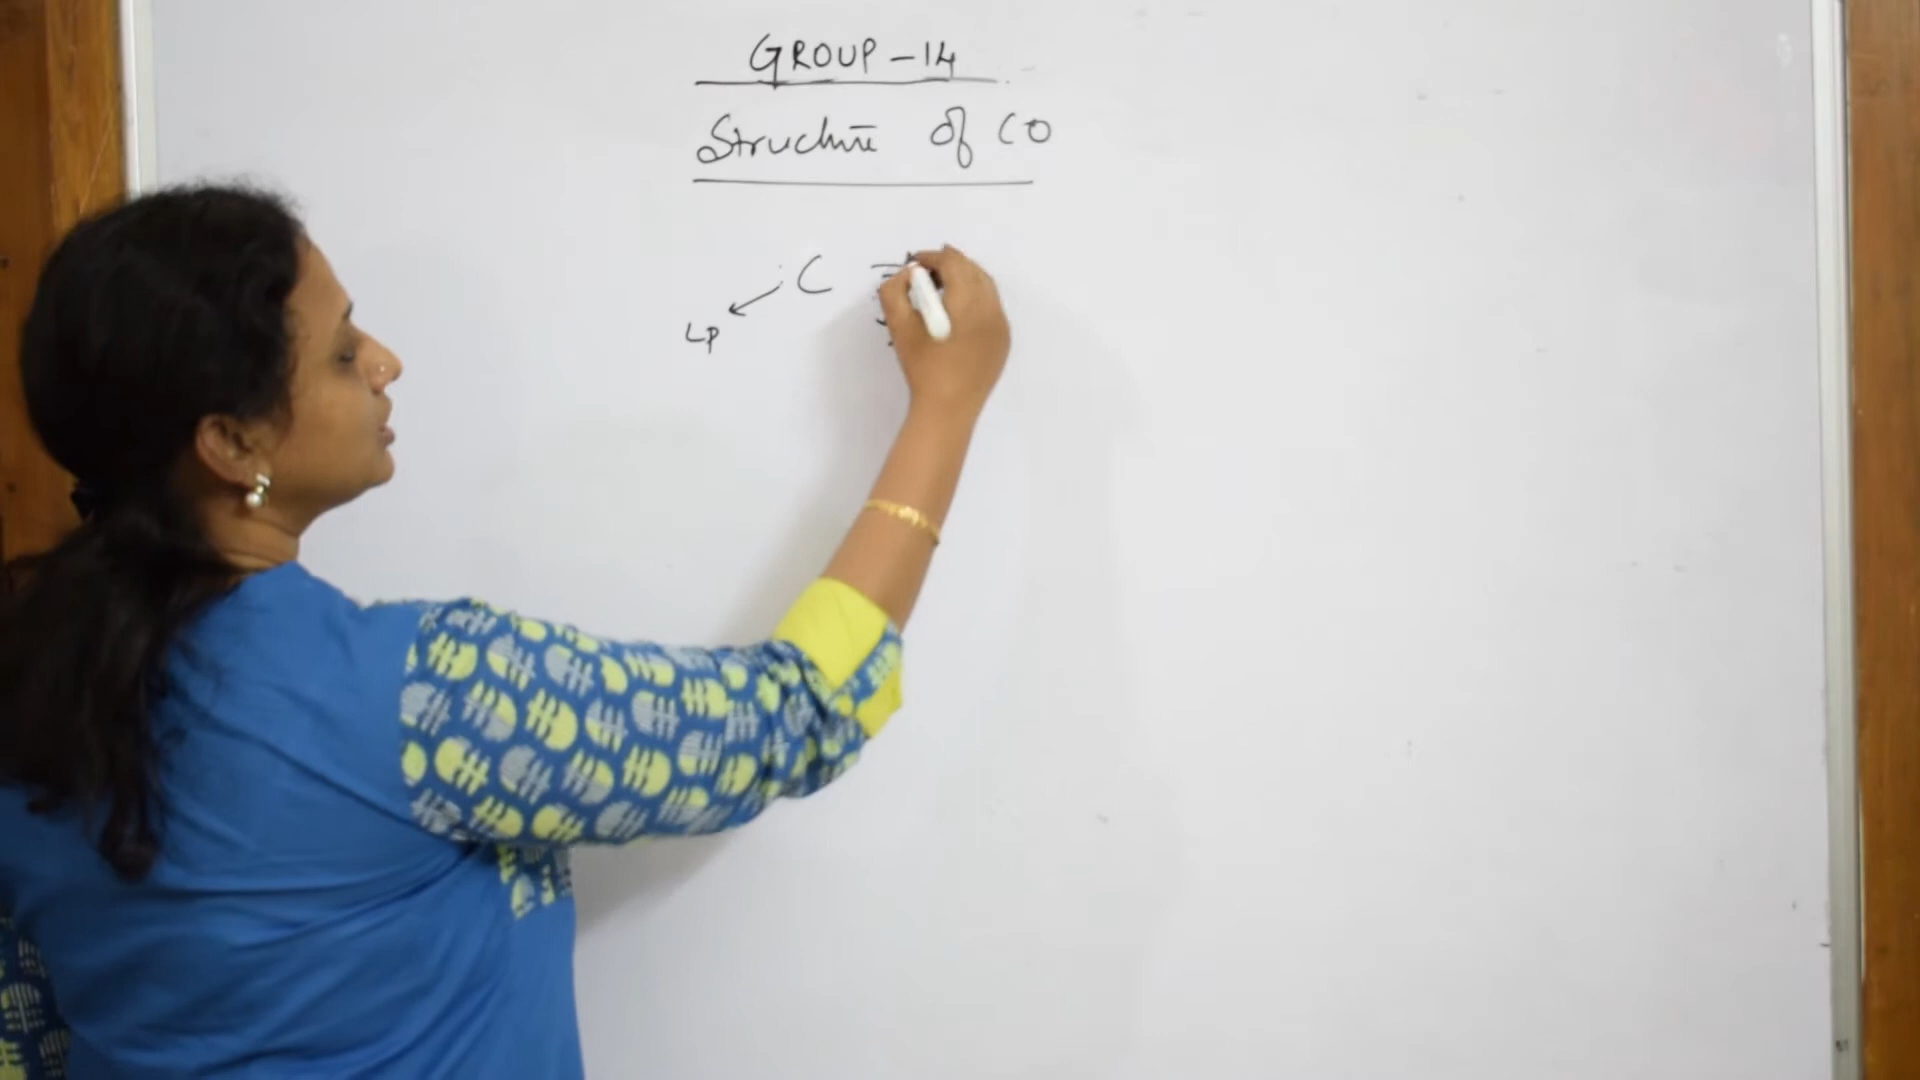 GROUP-14
Structure of CO
:C
LP